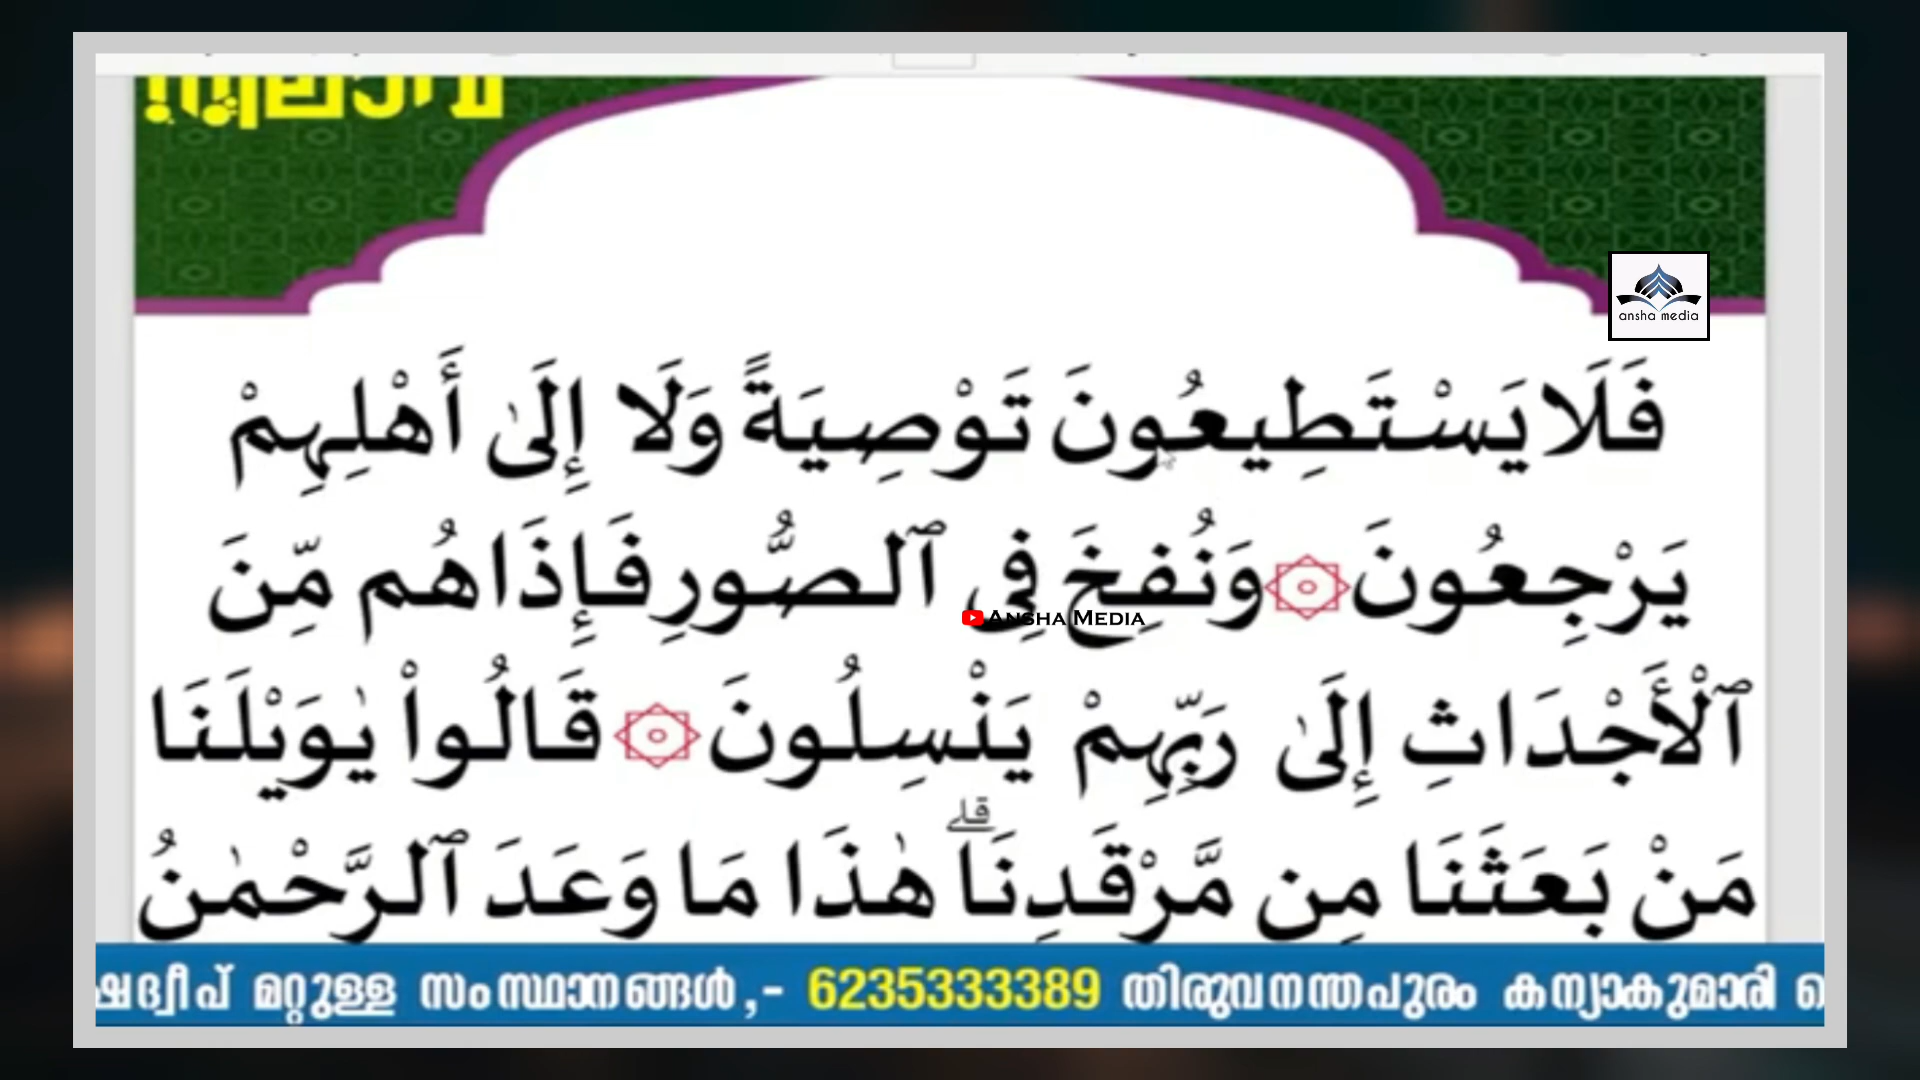 ansha media
فَلَا يَسْتَطِيعُونَ تَوْصِيَةً وَلَا إِلَىٰ أَهْلِهِمْ
يَرْجِعُونَ ۞ وَنُفِخَ فِى ٱلصُّورِ فَإِذَا هُم مِّنَ
ٱلْأَجْدَاثِ إِلَىٰ رَبِّهِمْ يَنْسِلُونَ ۞ قَالُواْ يٰوَيْلَنَا
مَنْ بَعَثَنَا مِن مَّرْقَدِنَا ۗ هٰذَا مَا وَعَدَ ٱلرَّحْمٰنُ
ANSHA MEDIA
ഷദ്വീപ് മറ്റുള്ള സംസ്ഥാനങ്ങൾ,- 6235333389 തിരുവനന്തപുരം കന്യാകുമാരി